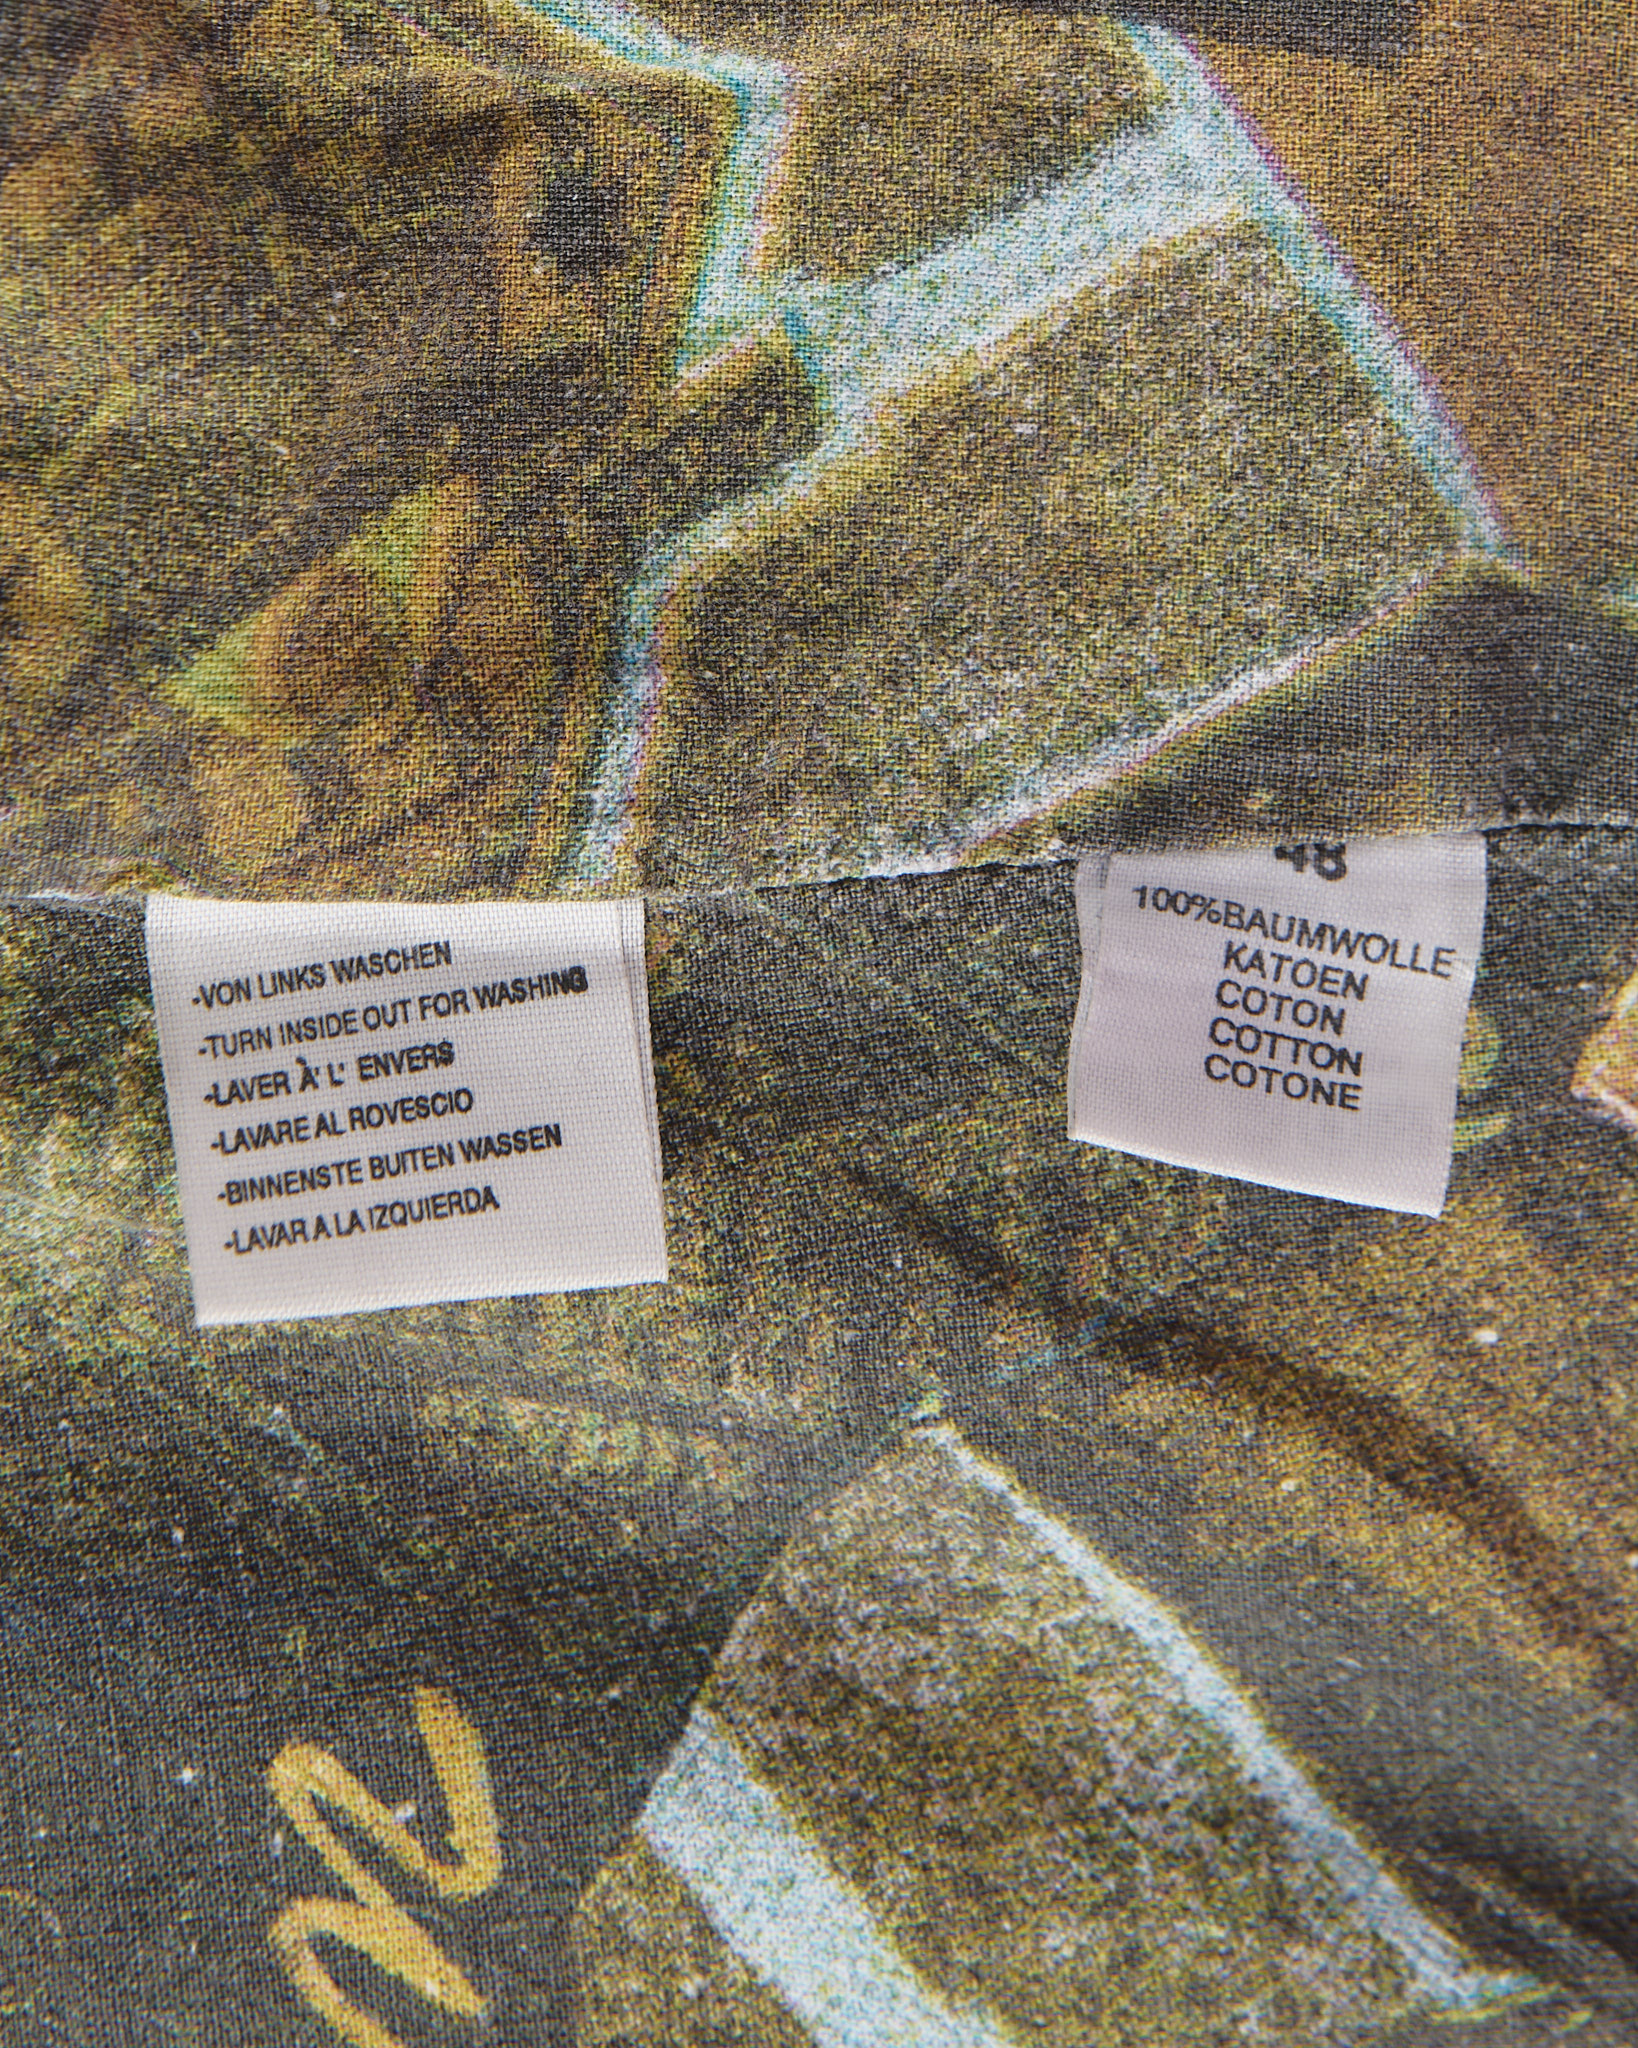 -VON LINKS WASCHEN
-TURN INSIDE OUT FOR WASHING
-LAVER À' L' ENVERS
-LAVARE AL ROVESCIO
-BINNENSTE BUITEN WASSEN
-LAVAR A LA IZQUIERDA
48
100%BAUMWOLLE
KATOEN
COTON
COTTON
COTONE